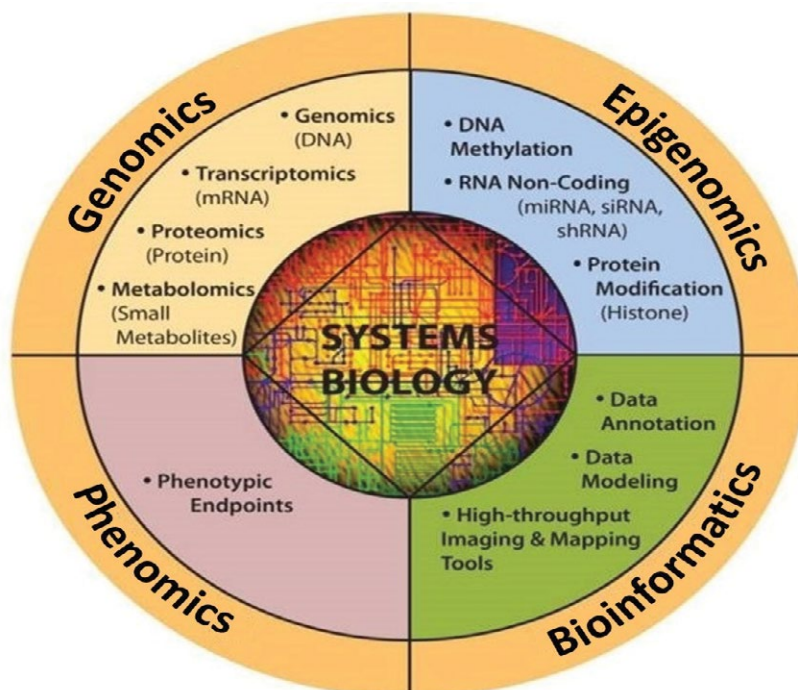 Genomics
• Genomics
(DNA)
• Transcriptomics
(mRNA)
• Proteomics
(Protein)
• Metabolomics
(Small
Metabolites)
Epigenomics
• DNA
Methylation
• RNA Non-Coding
(miRNA, siRNA,
shRNA)
• Protein
Modification
(Histone)
SYSTEMS
BIOLOGY
Phenomics
• Phenotypic
Endpoints
Bioinformatics
• Data
Annotation
• Data
Modeling
• High-throughput
Imaging & Mapping
Tools